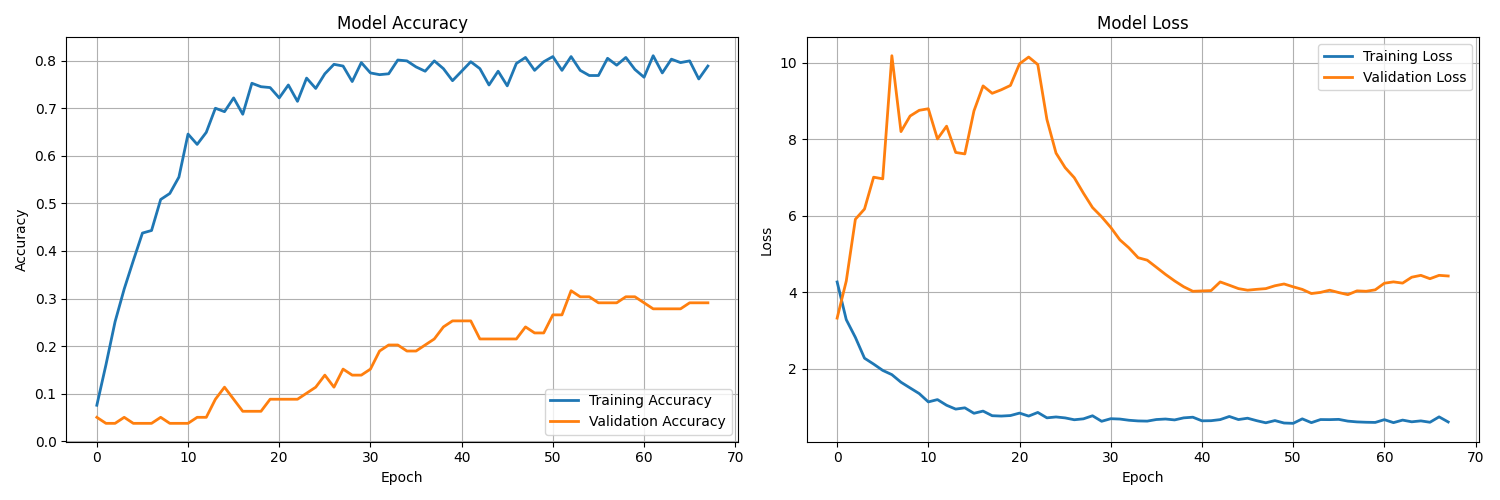 Model Accuracy
Accuracy
0.8
0.7
0.6
0.5
0.4
0.3
0.2
0.1
0.0
0 10 20 30 40 50 60 70
Epoch
Training Accuracy
Validation Accuracy
Model Loss
Loss
10
8
6
4
2
0 10 20 30 40 50 60 70
Epoch
Training Loss
Validation Loss